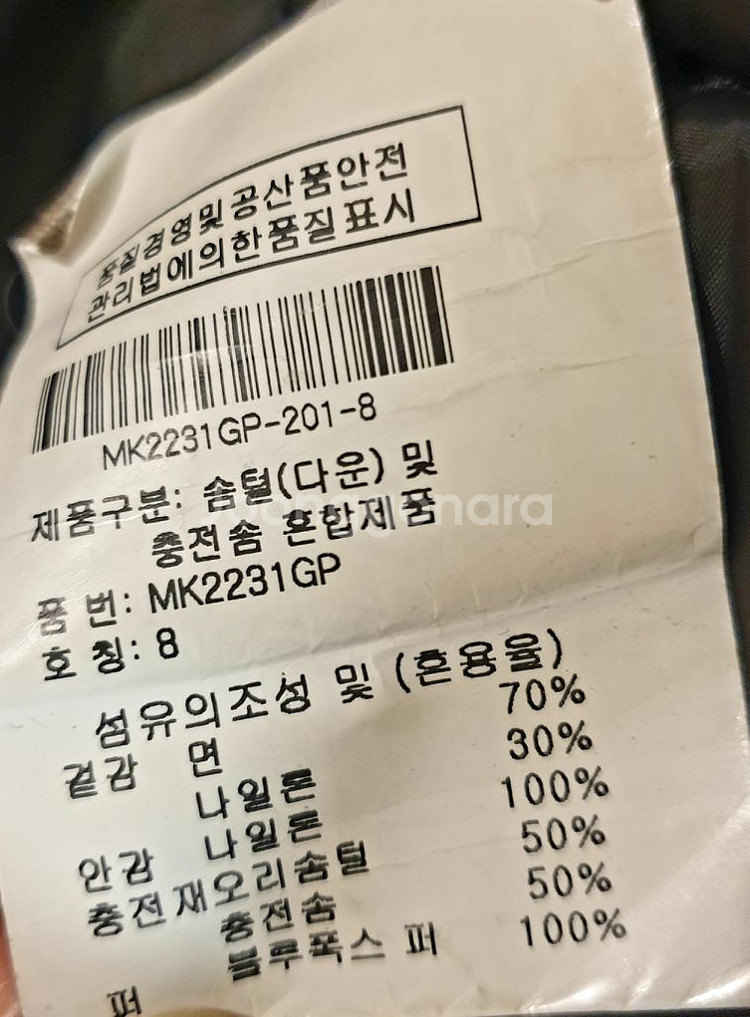 품질경영및공산품안전
관리법에의한품질표시
MK2231GP-201-8
제품구분: 솜털(다운) 및
충전솜 혼합제품
품 번: MK2231GP
호 칭: 8
섬유의조성 및 (혼용율)
겉감 면 70%
나일론 30%
안감 나일론 100%
충전재오리솜털 50%
충전솜 50%
퍼 블루폭스 퍼 100%